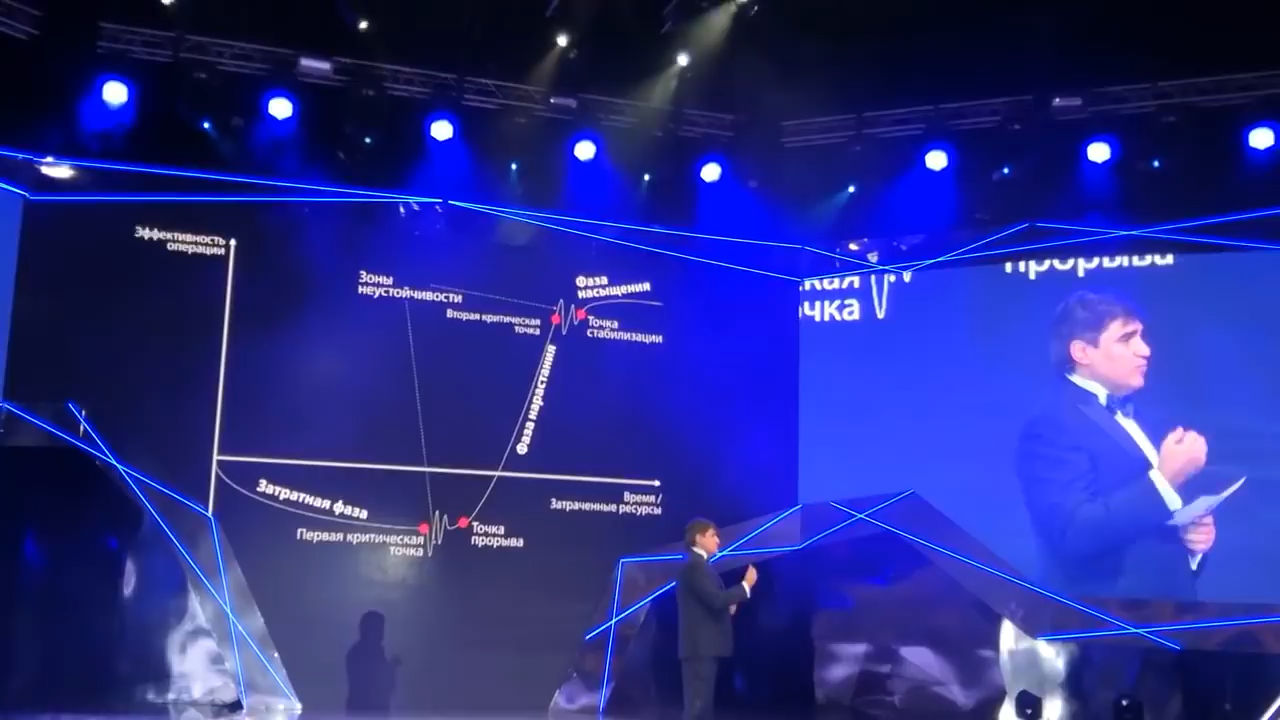 Эффективность
операции
Зоны
неустойчивости
Фаза
насыщения
Вторая критическая
точка
Точка
стабилизации
Фаза нарастания
Затратная фаза
Время /
Затраченные ресурсы
Первая критическая
точка
Точка
прорыва
кая
чка
прорыва